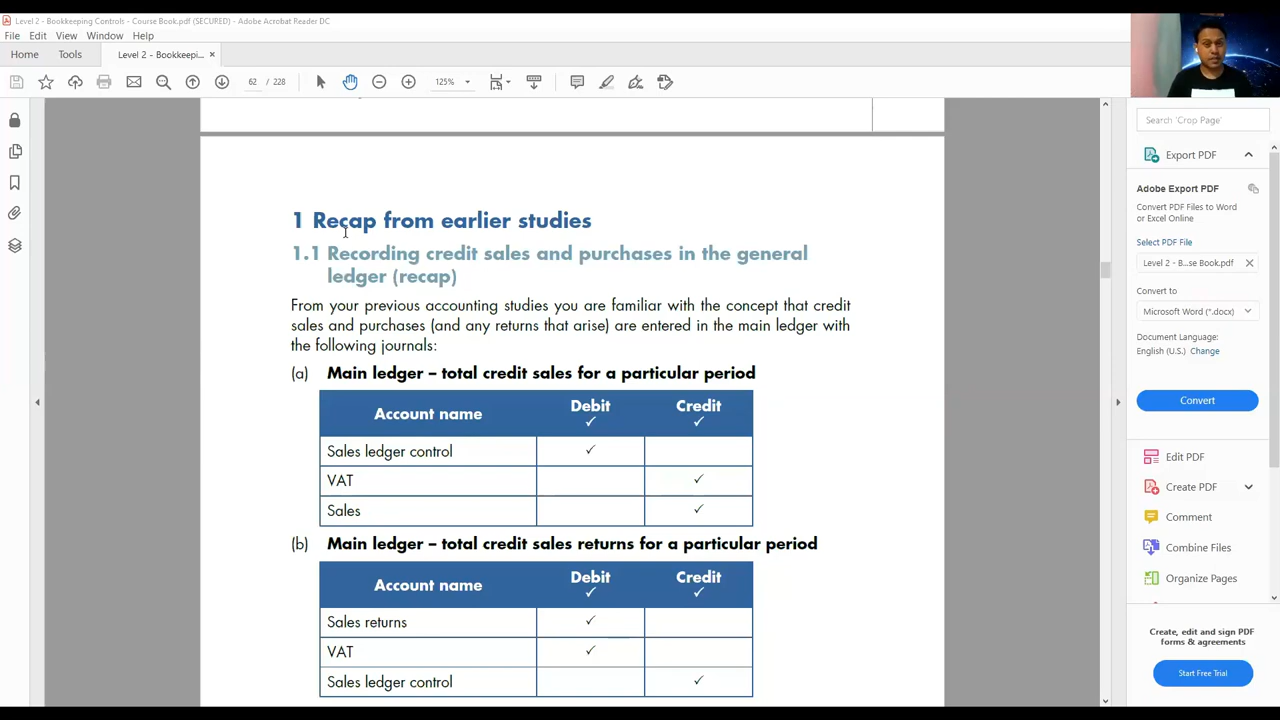 Level 2 - Bookkeeping Controls - Course Book.pdf (SECURED) - Adobe Acrobat Reader DC
File Edit View Window Help
Home Tools Level 2 - Bookkeepi... ×
62 / 228 125%
1 Recap from earlier studies
1.1 Recording credit sales and purchases in the general
ledger (recap)
From your previous accounting studies you are familiar with the concept that credit
sales and purchases (and any returns that arise) are entered in the main ledger with
the following journals:
(a) Main ledger – total credit sales for a particular period
Account name Debit ✓ Credit ✓
Sales ledger control ✓
VAT ✓
Sales ✓
(b) Main ledger – total credit sales returns for a particular period
Account name Debit ✓ Credit ✓
Sales returns ✓
VAT ✓
Sales ledger control ✓
Search 'Crop Page'
Export PDF
Adobe Export PDF
Convert PDF Files to Word
or Excel Online
Select PDF File
Level 2 - B...se Book.pdf ×
Convert to
Microsoft Word (*.docx)
Document Language:
English (U.S.) Change
Convert
Edit PDF
Create PDF
Comment
Combine Files
Organize Pages
Create, edit and sign PDF
forms & agreements
Start Free Trial